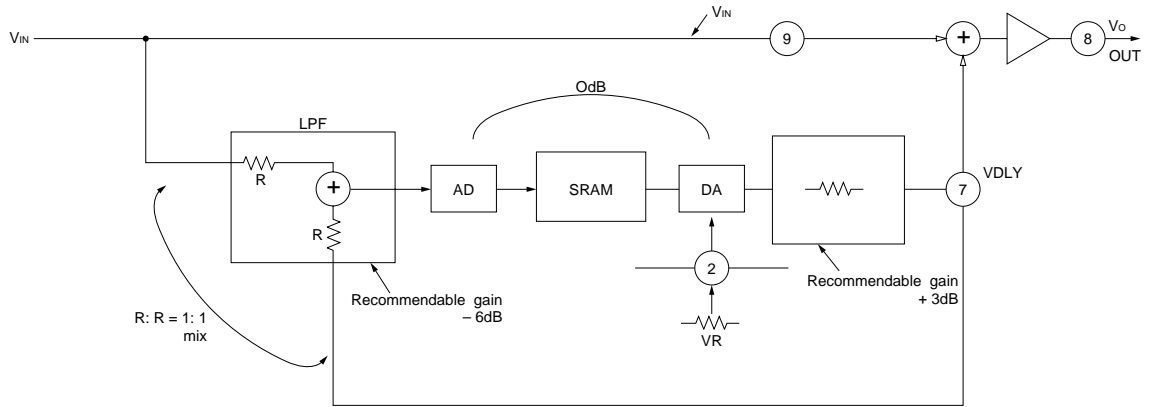 VIN
VIN
9
+
8
VO
OUT
OdB
LPF
R
+
R
AD
SRAM
DA
7
VDLY
2
VR
Recommendable gain
– 6dB
Recommendable gain
+ 3dB
R: R = 1: 1
mix